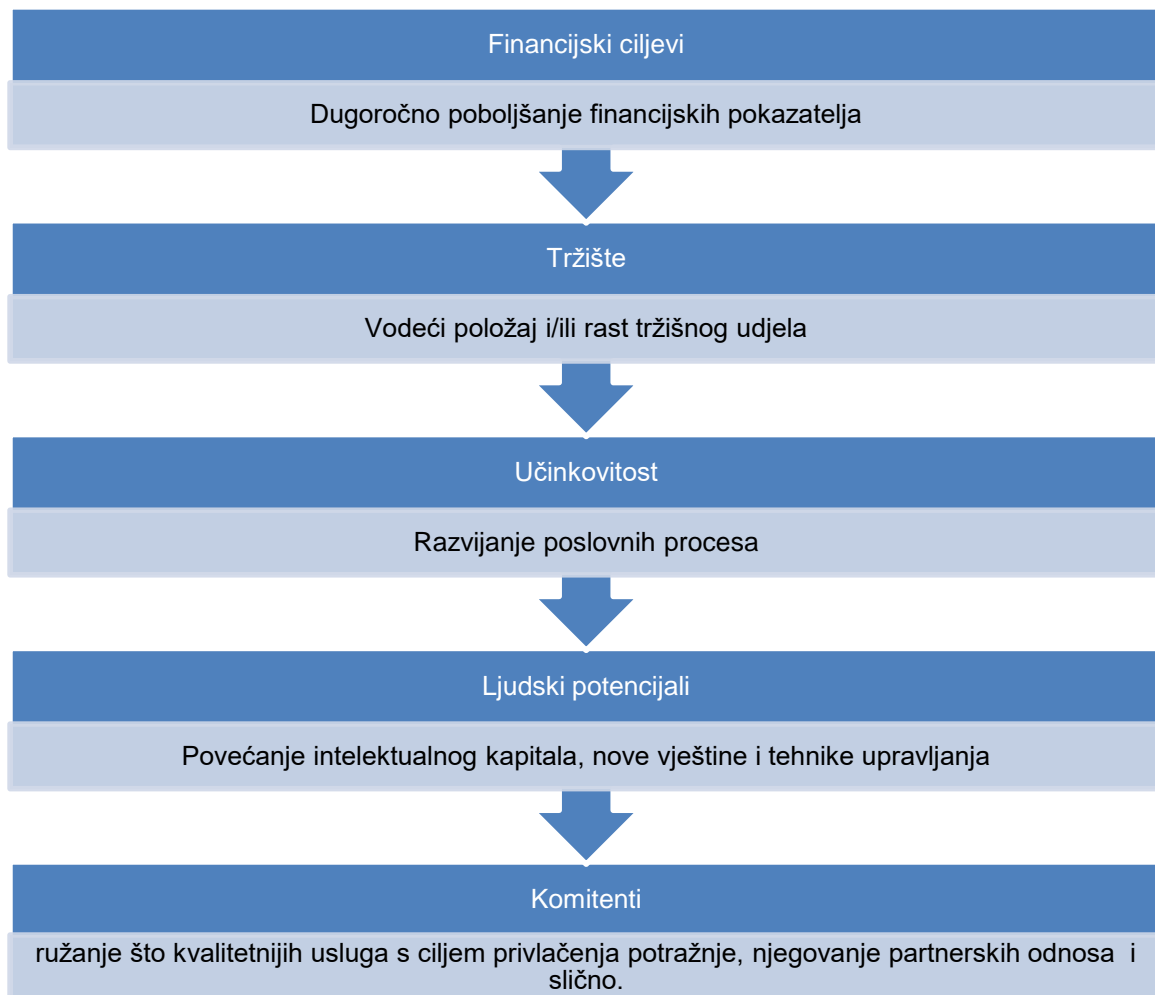 Financijski ciljevi
Dugoročno poboljšanje financijskih pokazatelja
Tržište
Vodeći položaj i/ili rast tržišnog udjela
Učinkovitost
Razvijanje poslovnih procesa
Ljudski potencijali
Povećanje intelektualnog kapitala, nove vještine i tehnike upravljanja
Komitenti
ružanje što kvalitetnijih usluga s ciljem privlačenja potražnje, njegovanje partnerskih odnosa i
slično.